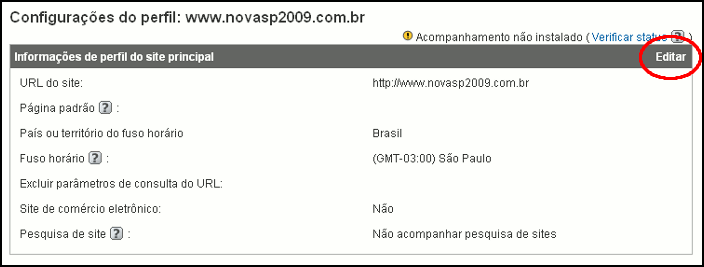 Configurações do perfil: www.novasp2009.com.br
Acompanhamento não instalado ( Verificar status ? )
Informações de perfil do site principal Editar
URL do site: http://www.novasp2009.com.br
Página padrão ? :
País ou território do fuso horário Brasil
Fuso horário ? : (GMT-03:00) São Paulo
Excluir parâmetros de consulta do URL:
Site de comércio eletrônico: Não
Pesquisa de site ? : Não acompanhar pesquisa de sites